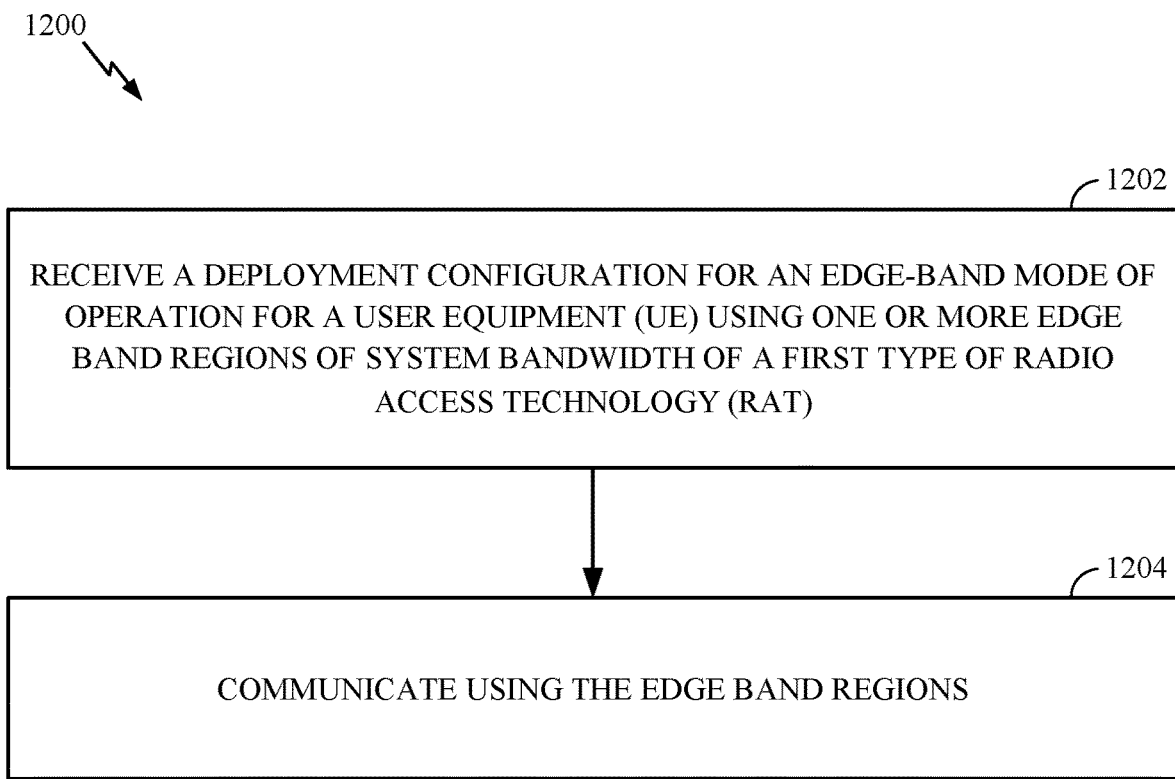 1200
1202
RECEIVE A DEPLOYMENT CONFIGURATION FOR AN EDGE-BAND MODE OF
OPERATION FOR A USER EQUIPMENT (UE) USING ONE OR MORE EDGE
BAND REGIONS OF SYSTEM BANDWIDTH OF A FIRST TYPE OF RADIO
ACCESS TECHNOLOGY (RAT)
1204
COMMUNICATE USING THE EDGE BAND REGIONS